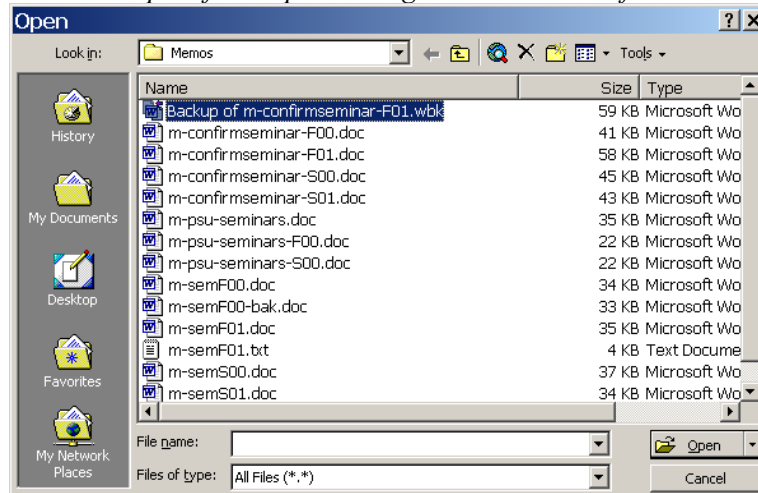 Open
Look in:
Memos
Tools
History
My Documents
Desktop
Favorites
My Network
Places
Name Size Type
Backup of m-confirmseminar-F01.wbk 59 KB Microsoft Wo
m-confirmseminar-F00.doc 41 KB Microsoft Wo
m-confirmseminar-F01.doc 58 KB Microsoft Wo
m-confirmseminar-S00.doc 45 KB Microsoft Wo
m-confirmseminar-S01.doc 43 KB Microsoft Wo
m-psu-seminars.doc 35 KB Microsoft Wo
m-psu-seminars-F00.doc 22 KB Microsoft Wo
m-psu-seminars-S00.doc 22 KB Microsoft Wo
m-semF00.doc 34 KB Microsoft Wo
m-semF00-bak.doc 33 KB Microsoft Wo
m-semF01.doc 35 KB Microsoft Wo
m-semF01.txt 4 KB Text Docume
m-semS00.doc 37 KB Microsoft Wo
m-semS01.doc 34 KB Microsoft Wo
File name:
Open
Files of type: All Files (*.*)
Cancel